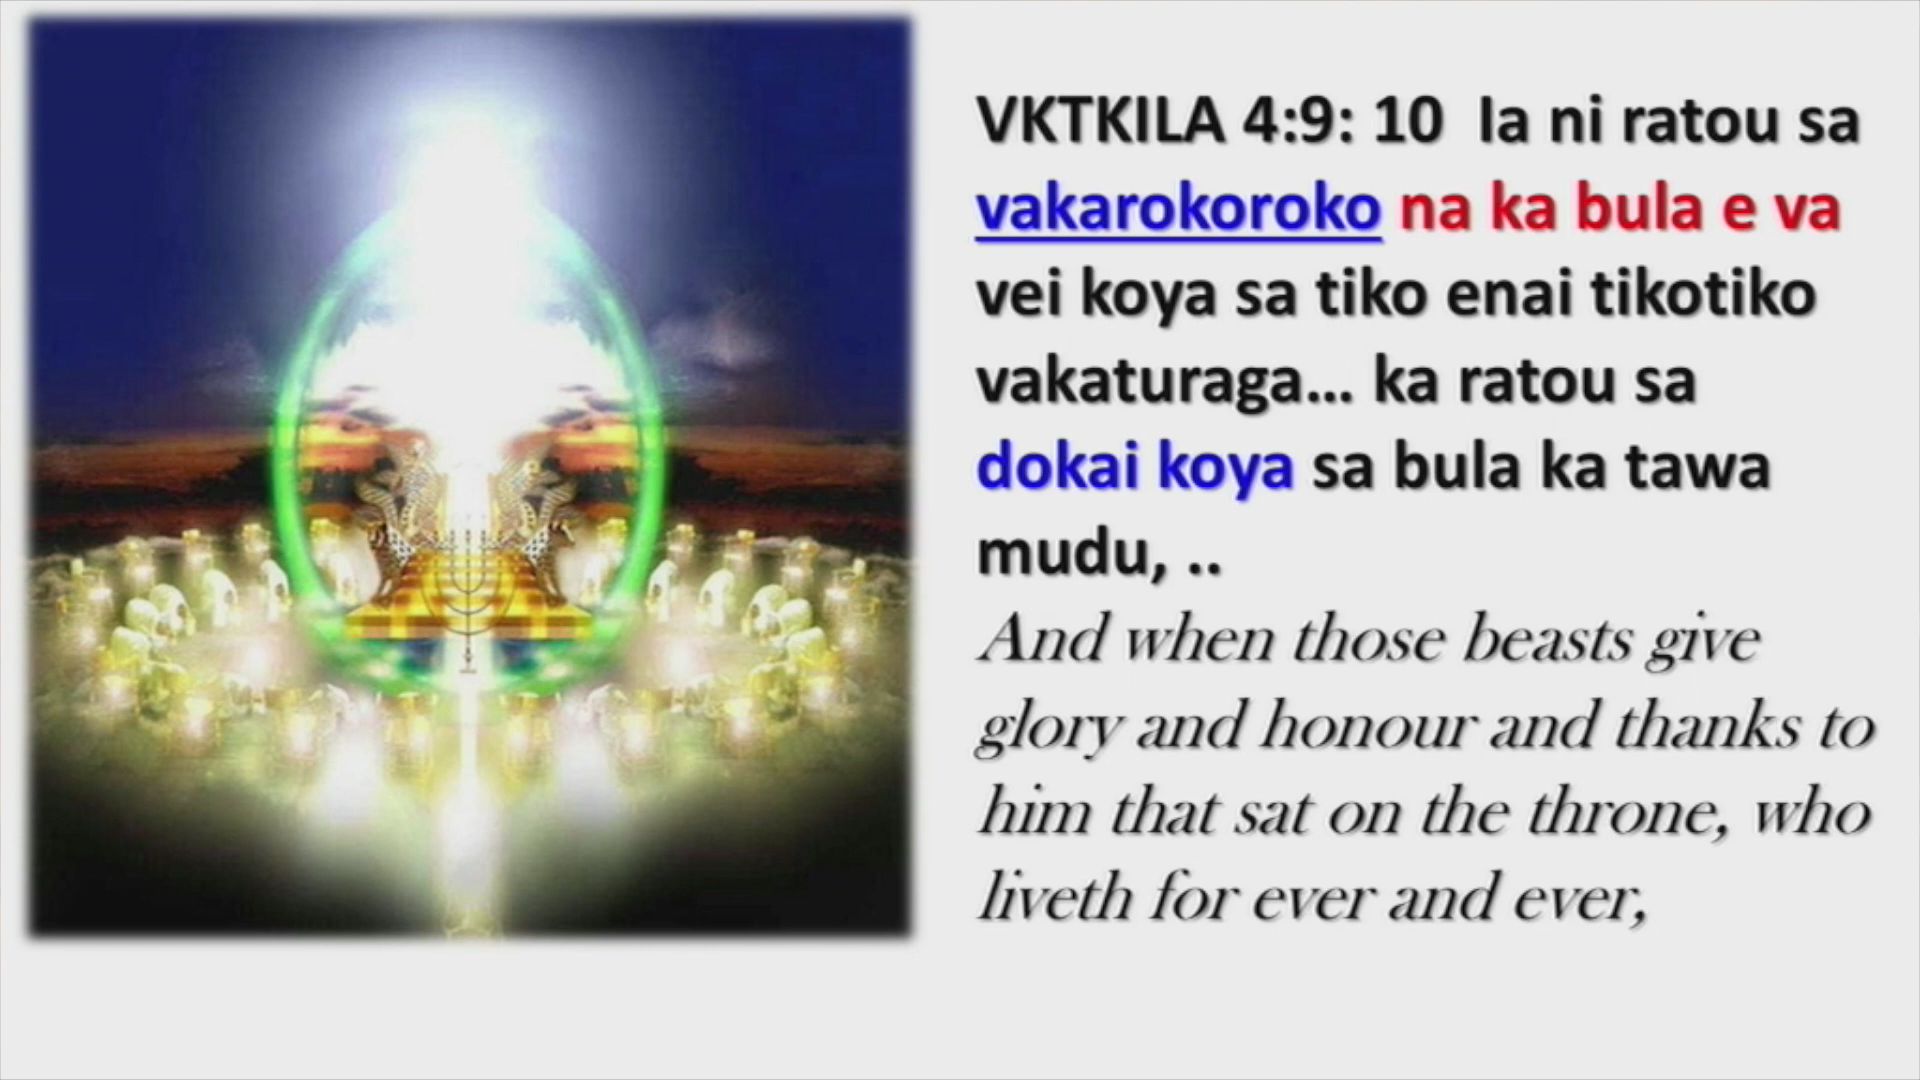 VKTKILA 4:9: 10 Ia ni ratou sa
vakarokoroko na ka bula e va
vei koya sa tiko enai tikotiko
vakaturaga... ka ratou sa
dokai koya sa bula ka tawa
mudu, ..
And when those beasts give
glory and honour and thanks to
him that sat on the throne, who
liveth for ever and ever,